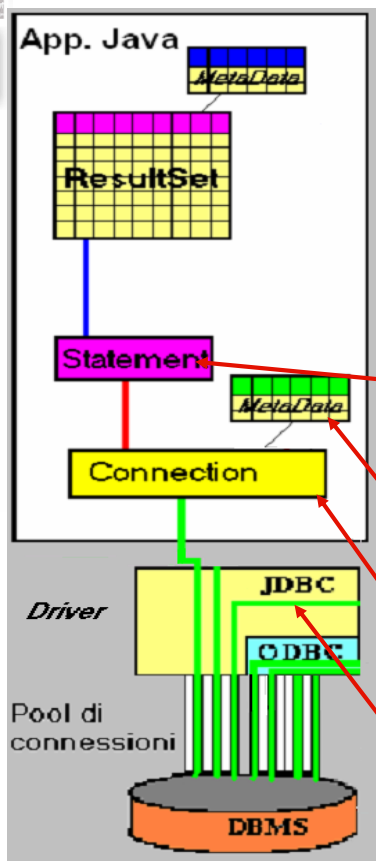 App. Java
MetaData
ResultSet
Statement
MetaData
Connection
JDBC
Driver
ODBC
Pool di
connessioni
DBMS